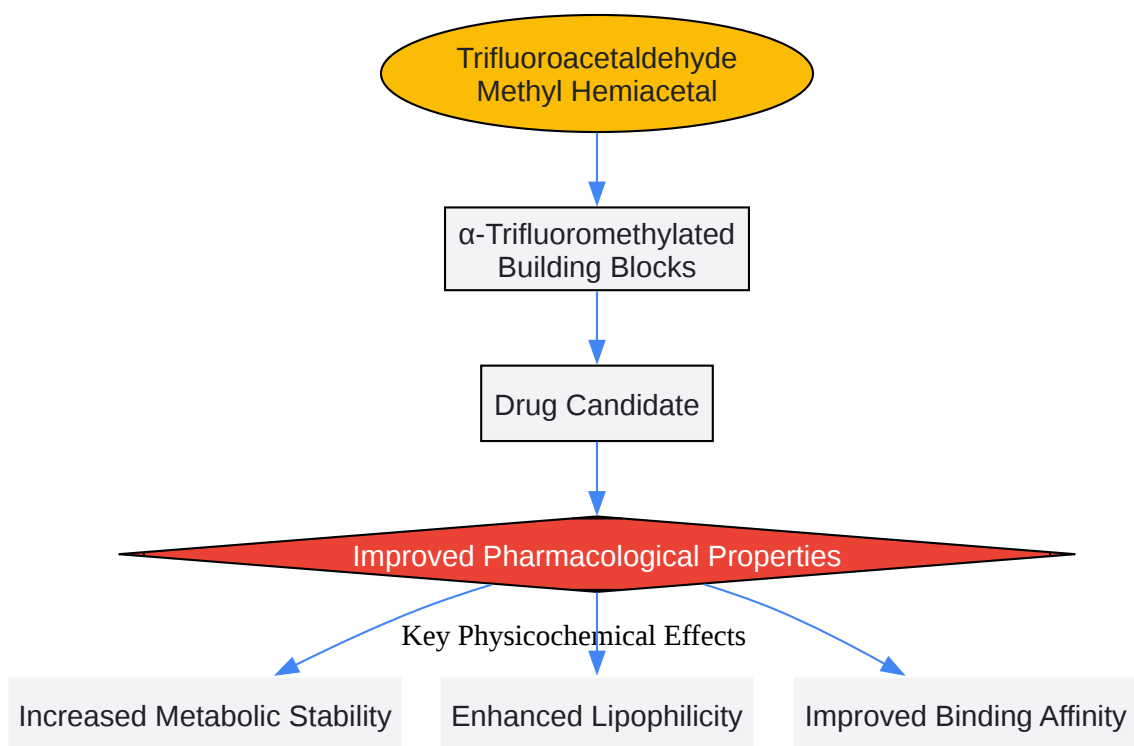 Trifluoroacetaldehyde
Methyl Hemiacetal
α-Trifluoromethylated
Building Blocks
Drug Candidate
Improved Pharmacological Properties
Key Physicochemical Effects
Increased Metabolic Stability
Enhanced Lipophilicity
Improved Binding Affinity